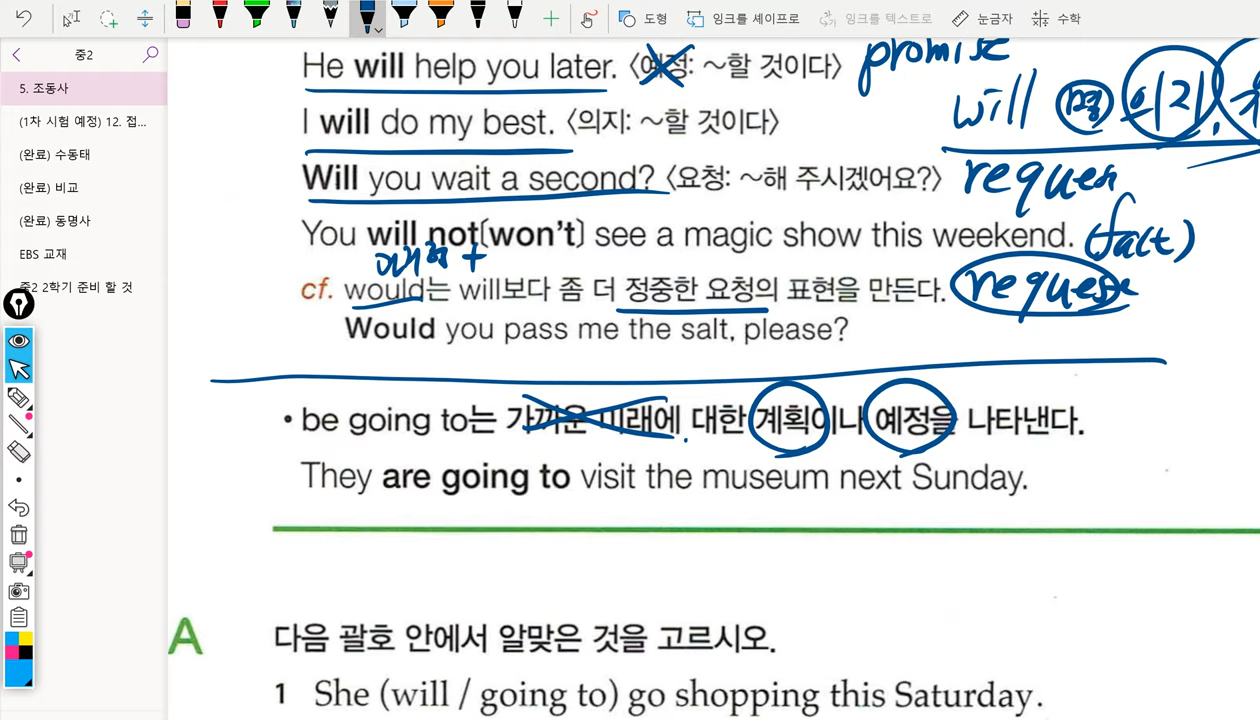 도형 잉크를 셰이프로 잉크를 텍스트로 눈금자 수학
중2
5. 조동사
(1차 시험 예정) 12. 접...
(완료) 수동태
(완료) 비교
(완료) 동명사
EBS 교재
중2 2학기 준비 할 것
He will help you later. 〈예정: ~할 것이다〉 promise
will 의지
I will do my best. 〈의지: ~할 것이다〉
Will you wait a second? 〈요청: ~해 주시겠어요?〉 reques
You will not[won't] see a magic show this weekend. (fact)
cf. would는 will보다 좀 더 정중한 요청의 표현을 만든다. request
Would you pass me the salt, please?
• be going to는 가까운 미래에 대한 계획이나 예정을 나타낸다.
They are going to visit the museum next Sunday.
A 다음 괄호 안에서 알맞은 것을 고르시오.
1 She (will / going to) go shopping this Saturday.